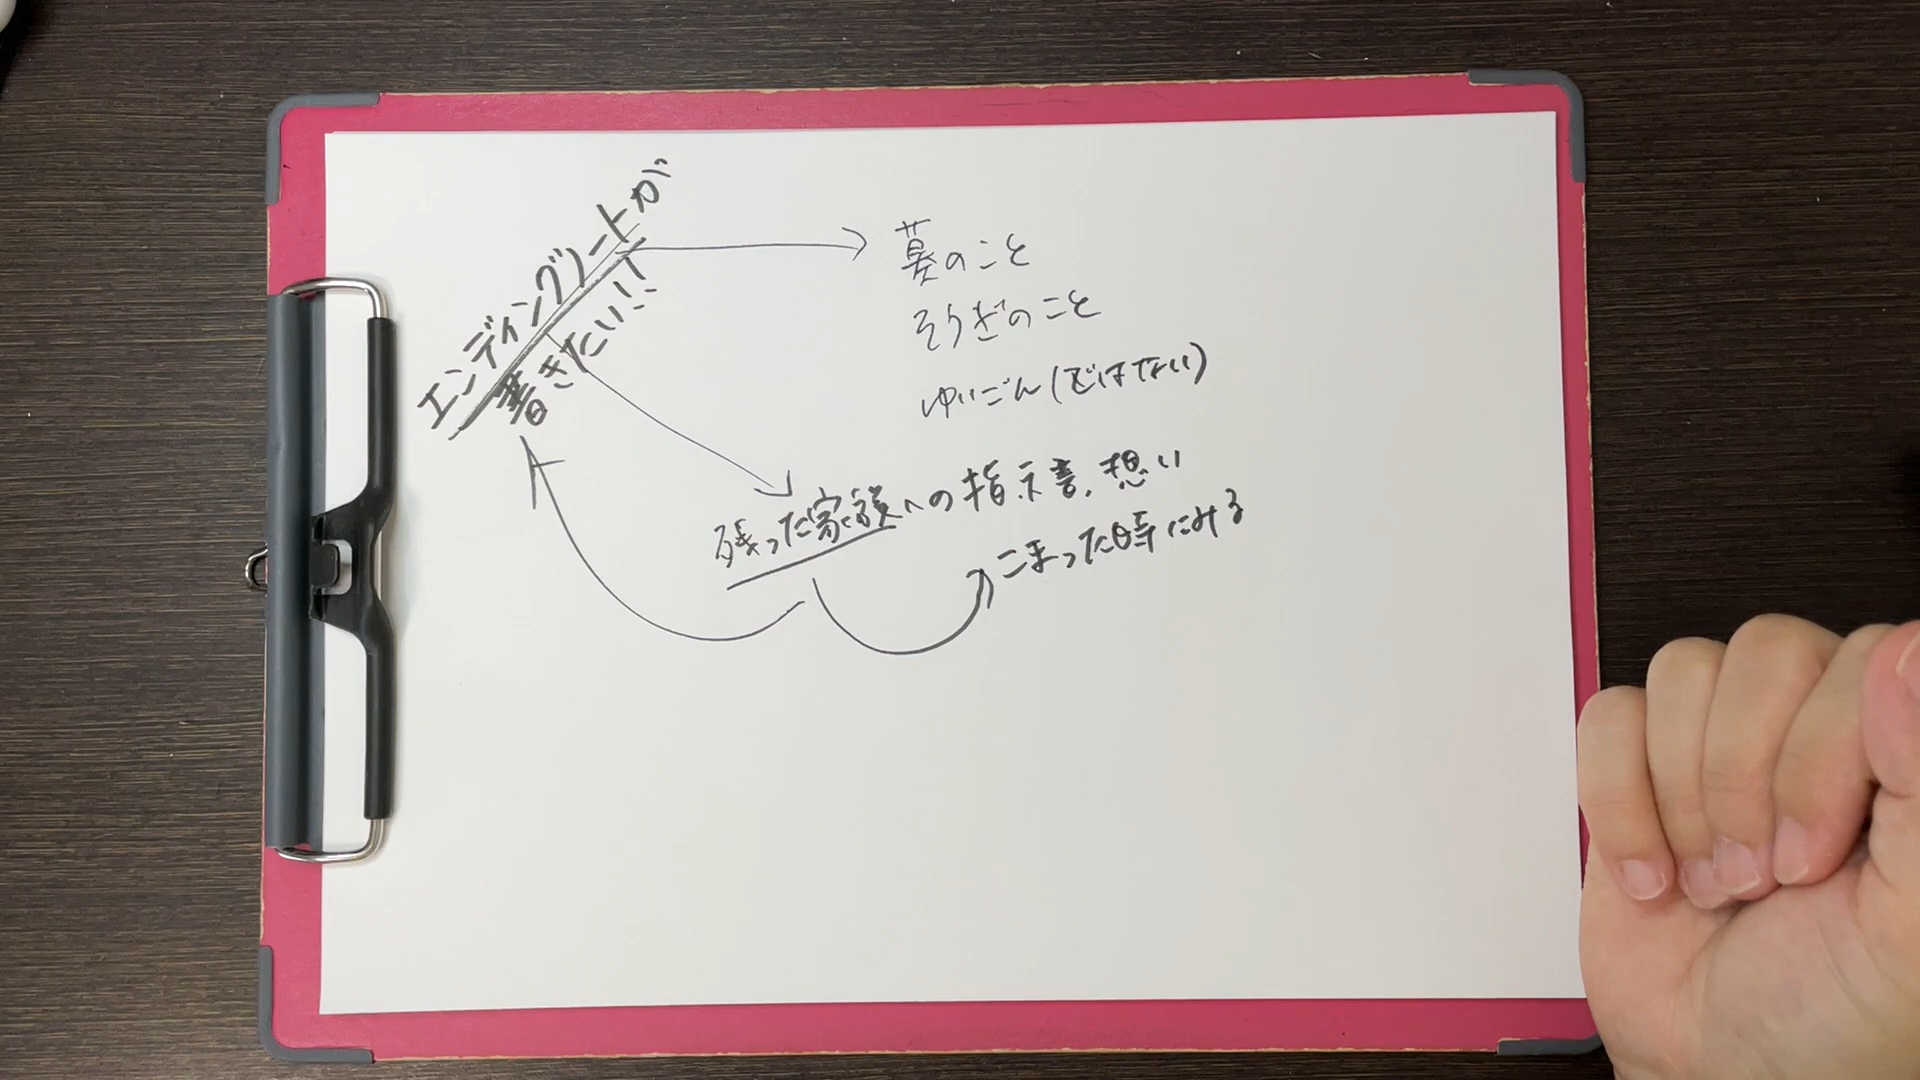 エンディングノートが
書きたい!!
墓のこと
そうぎのこと
ゆいごん(ではない)
残った家族への指示書、想い
こまった時にみる